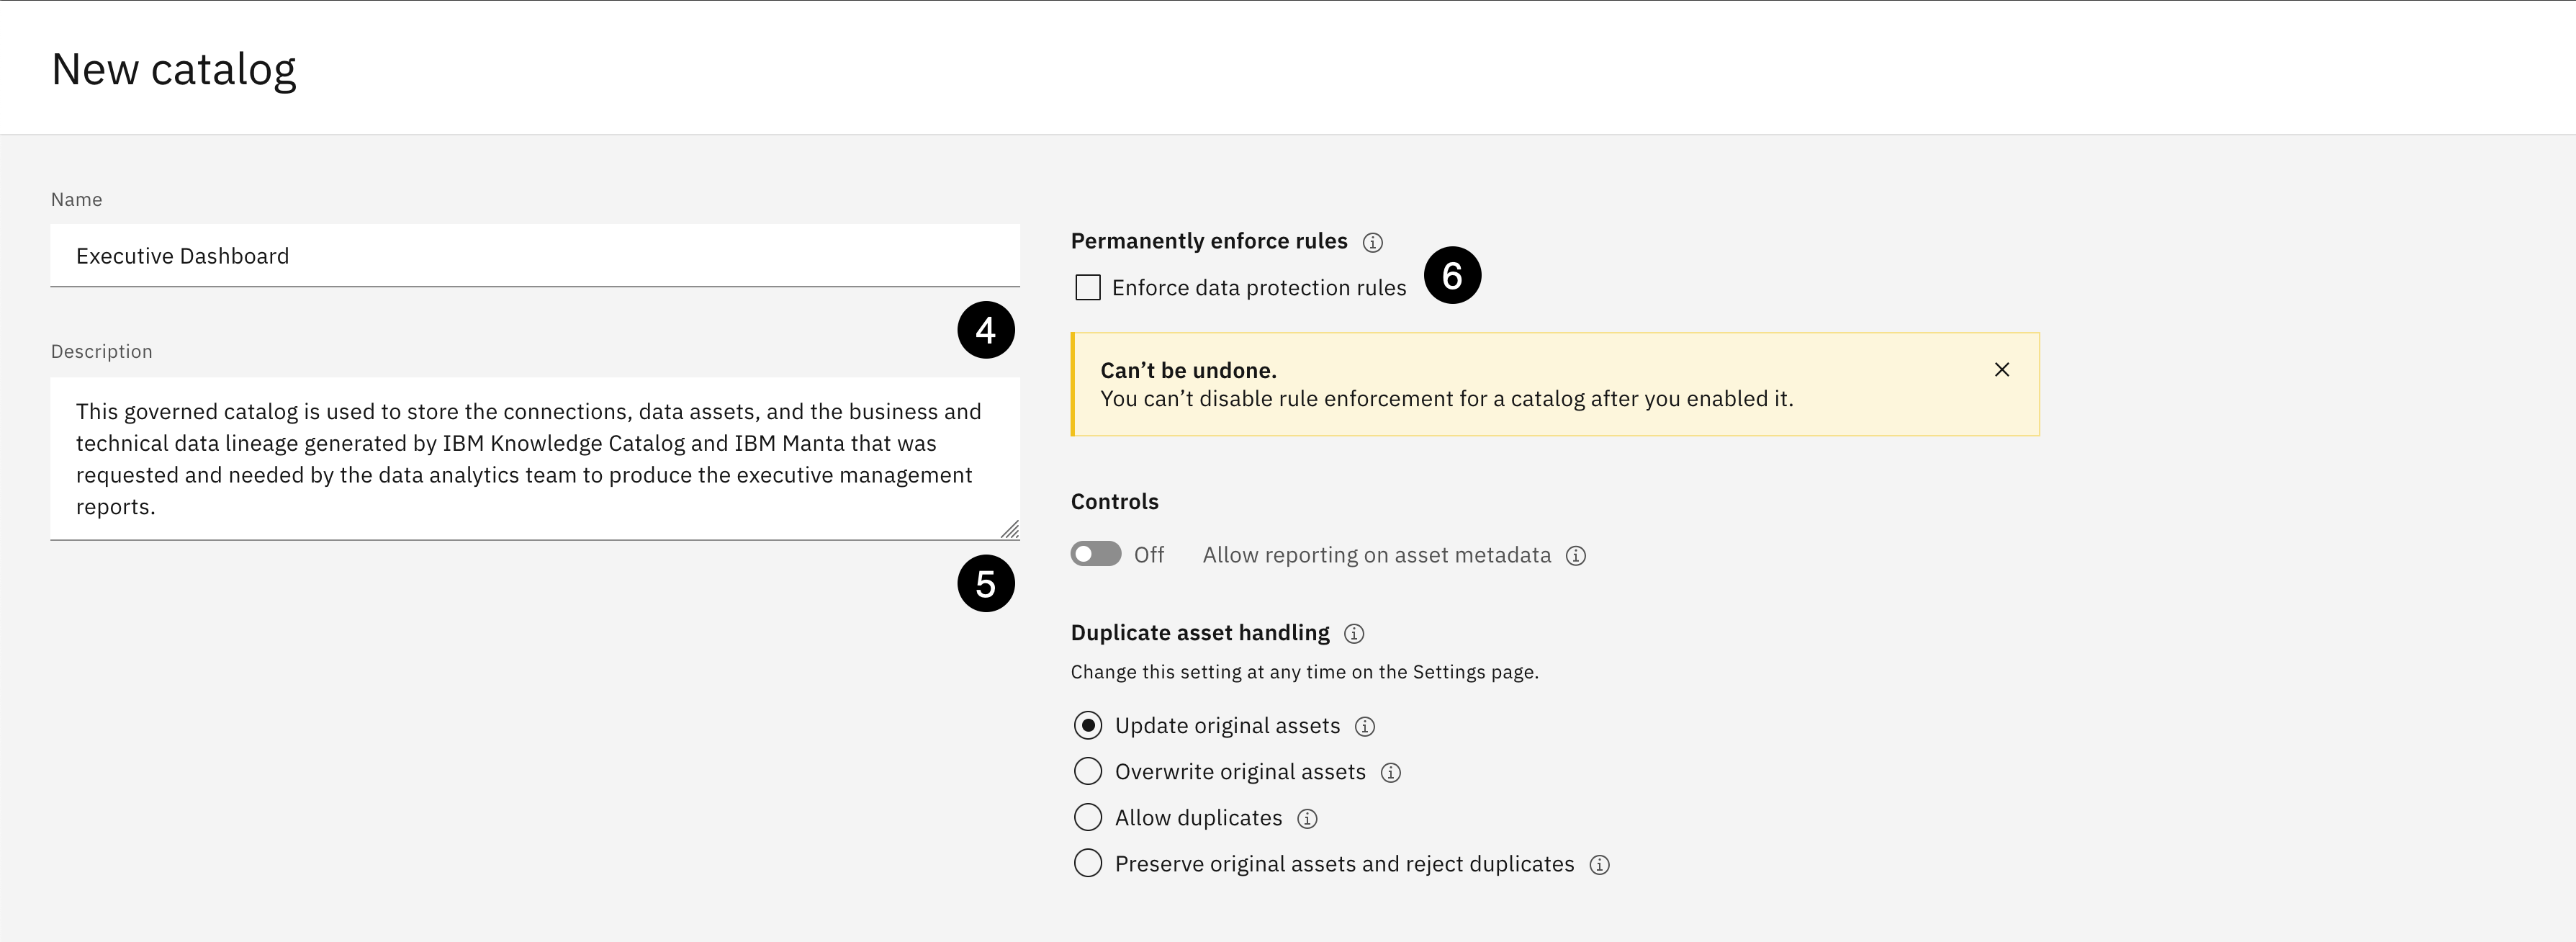 New catalog
Name
Executive Dashboard
4
Description
This governed catalog is used to store the connections, data assets, and the business and
technical data lineage generated by IBM Knowledge Catalog and IBM Manta that was
requested and needed by the data analytics team to produce the executive management
reports.
5
Permanently enforce rules
Enforce data protection rules
6
Can’t be undone.
You can’t disable rule enforcement for a catalog after you enabled it.
Controls
Off Allow reporting on asset metadata
Duplicate asset handling
Change this setting at any time on the Settings page.
Update original assets
Overwrite original assets
Allow duplicates
Preserve original assets and reject duplicates